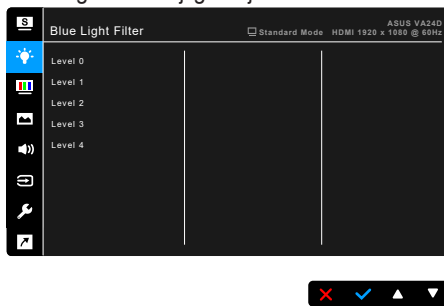 S
Blue Light Filter
Standard Mode
ASUS VA24D
HDMI 1920 x 1080 @ 60Hz
Level 0
Level 1
Level 2
Level 3
Level 4